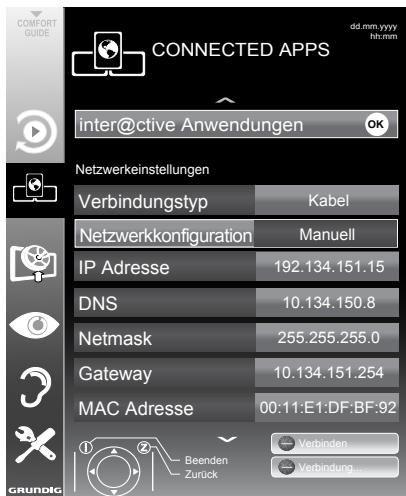 COMFORT
GUIDE
CONNECTED APPS
dd.mm.yyyy
hh:mm
inter@ctive Anwendungen OK
Netzwerkeinstellungen
Verbindungstyp Kabel
Netzwerkkonfiguration Manuell
IP Adresse 192.134.151.15
DNS 10.134.150.8
Netmask 255.255.255.0
Gateway 10.134.151.254
MAC Adresse 00:11:E1:DF:BF:92
Verbinden
Beenden
Zurück
Verbindung...
GRUNDIG